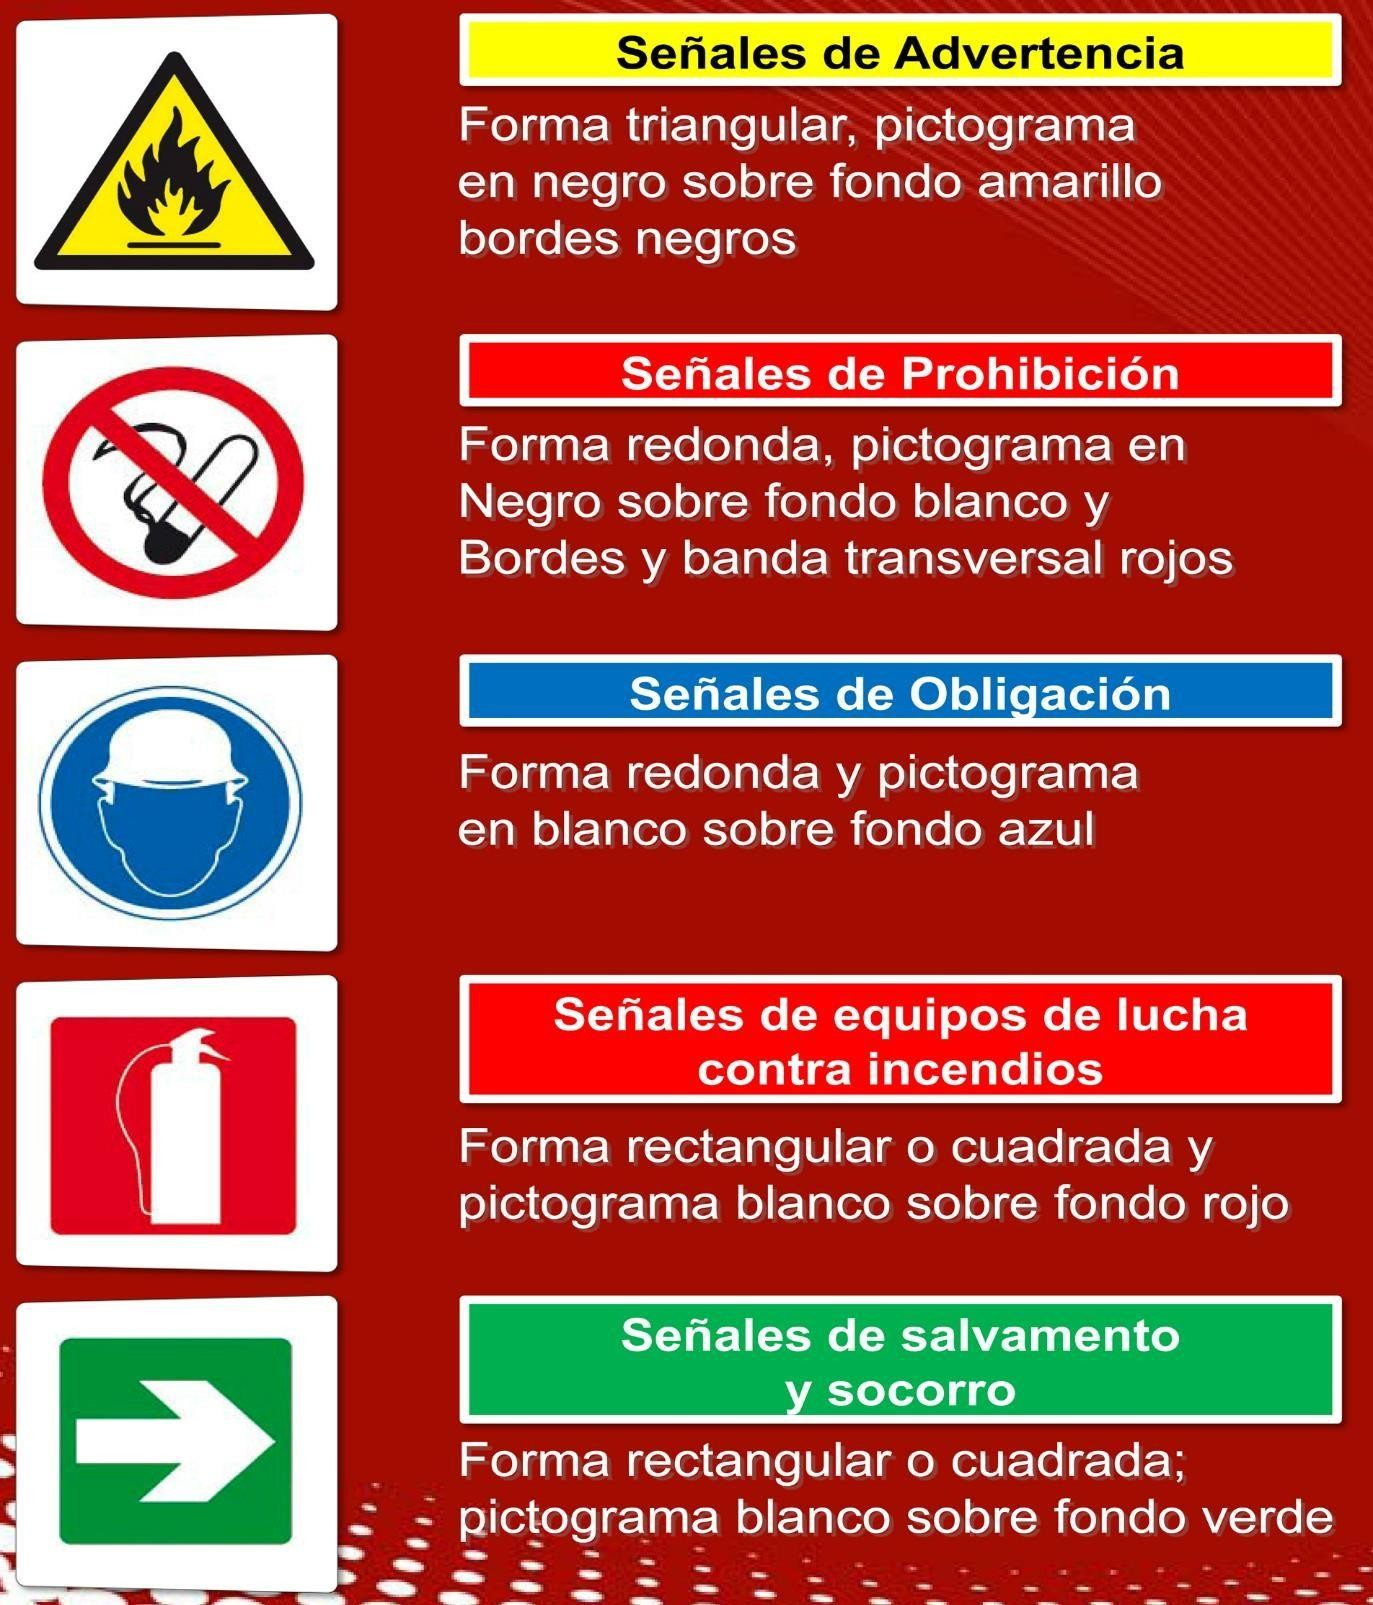 Señales de Advertencia
Forma triangular, pictograma
en negro sobre fondo amarillo
bordes negros
Señales de Prohibición
Forma redonda, pictograma en
Negro sobre fondo blanco y
Bordes y banda transversal rojos
Señales de Obligación
Forma redonda y pictograma
en blanco sobre fondo azul
Señales de equipos de lucha
contra incendios
Forma rectangular o cuadrada y
pictograma blanco sobre fondo rojo
Señales de salvamento
y socorro
Forma rectangular o cuadrada;
pictograma blanco sobre fondo verde